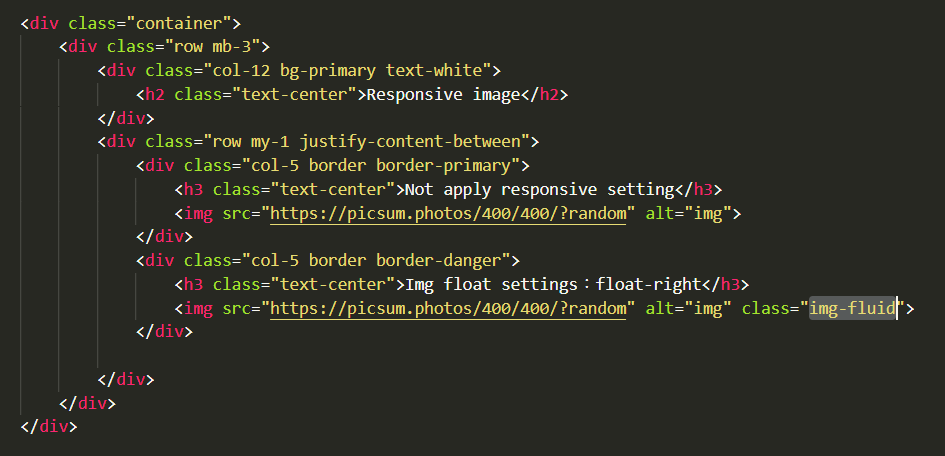 <div class="container">
    <div class="row mb-3">
        <div class="col-12 bg-primary text-white">
            <h2 class="text-center">Responsive image</h2>
        </div>
        <div class="row my-1 justify-content-between">
            <div class="col-5 border border-primary">
                <h3 class="text-center">Not apply responsive setting</h3>
                <img src="https://picsum.photos/400/400/?random" alt="img">
            </div>
            <div class="col-5 border border-danger">
                <h3 class="text-center">Img float settings：float-right</h3>
                <img src="https://picsum.photos/400/400/?random" alt="img" class="img-fluid">
            </div>

        </div>
    </div>
</div>